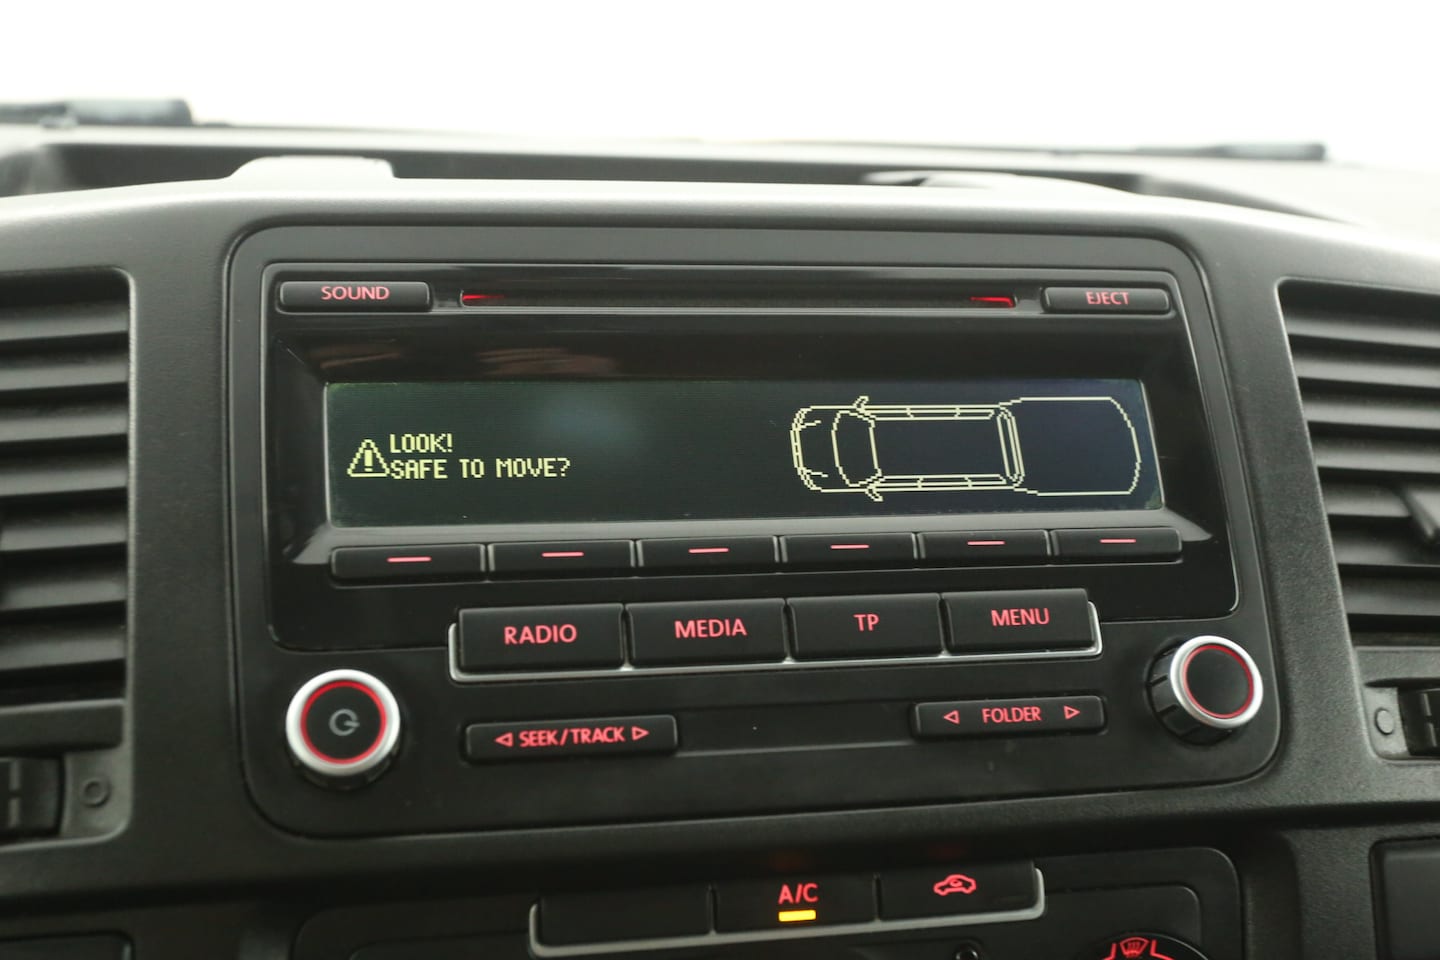 SOUND
EJECT
LOOK!
SAFE TO MOVE?
RADIO
MEDIA
TP
MENU
SEEK/TRACK
FOLDER
A/C